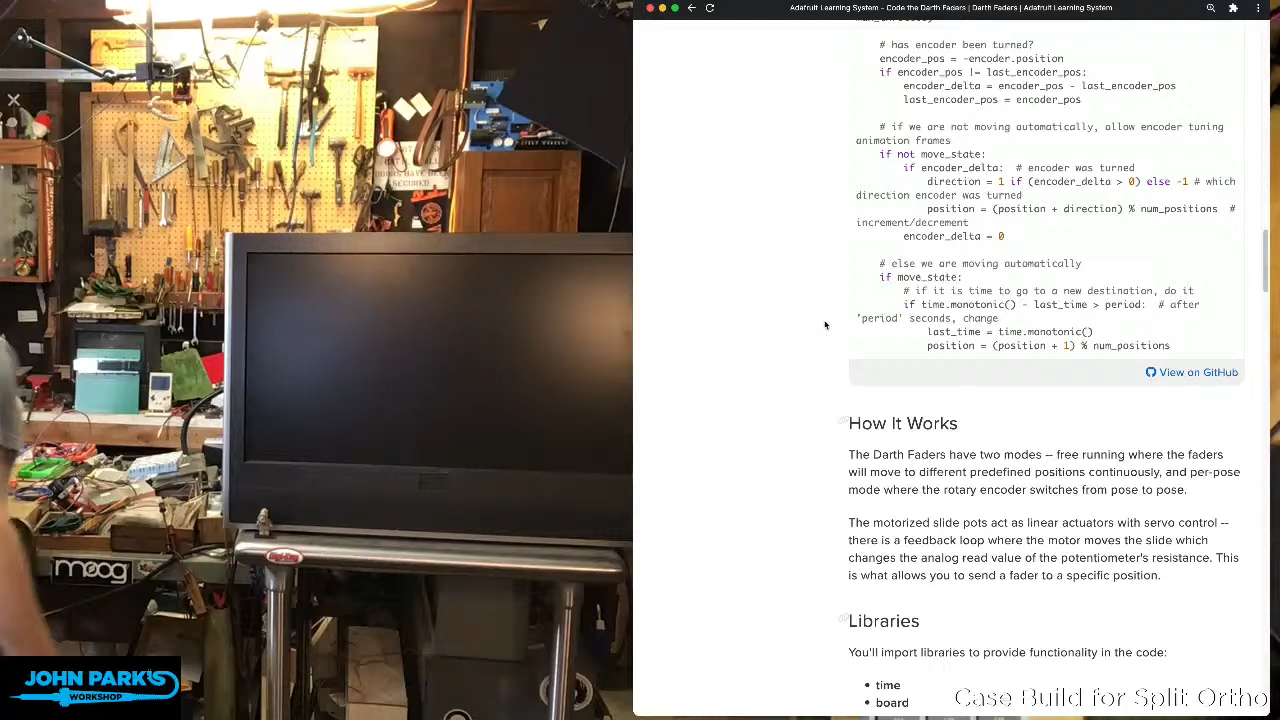 Adafruit Learning System - Code the Darth Faders | Darth Faders | Adafruit Learning System
# has encoder been turned?
encoder_pos = -encoder.position
if encoder_pos != last_encoder_pos:
encoder_delta = encoder_pos - last_encoder_pos
last_encoder_pos = encoder_pos
# if we are not moving automatically, allow encoder tuning
animation frames
if not move_state:
if encoder_delta:  # encoder was turned
direction = 1 if (encoder_delta > 0) else -1 # which
direction encoder was turned
position = (position + direction) % num_positions  #
increment/decrement
encoder_delta = 0
# else we are moving automatically
if move_state:
# if it is time to go to a new destination, do it
if time.monotonic() - last_time > period:  # after
'period' seconds, change
last_time = time.monotonic()
position = (position + 1) % num_positions
View on GitHub
How It Works
The Darth Faders have two modes -- free running where the faders
will move to different predefined positions continuously, and per-pose
mode where the rotary encoder switches from pose to pose.
The motorized slide pots act as linear actuators with servo control --
there is a feedback loop where the motor moves the slide which
changes the analog read value of the potentiometer's resistance. This
is what allows you to send a fader to a specific position.
Libraries
You'll import libraries to provide functionality in the code:
• time
• board
Case Build for Split Ortho
SECURED
Digi-Key
moog
JOHN PARK'S
WORKSHOP